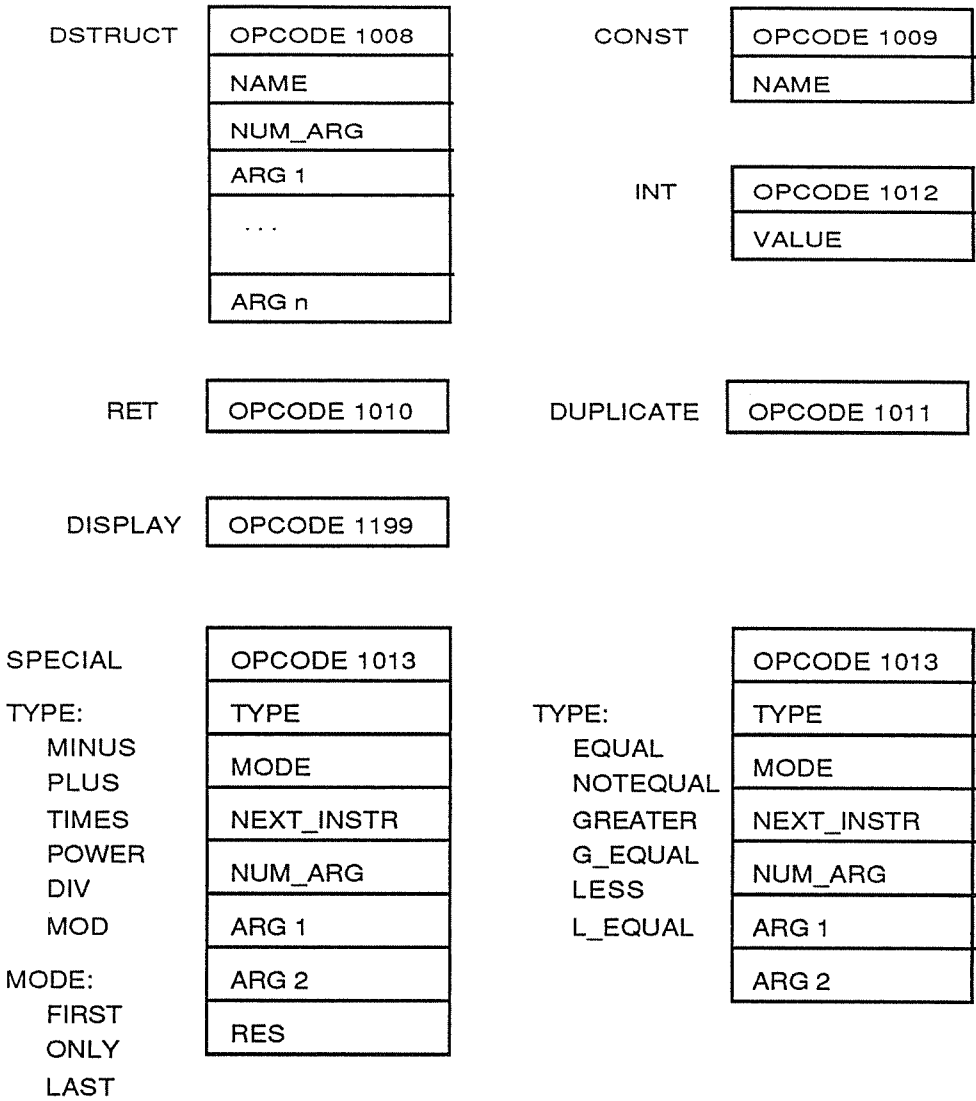 DSTRUCT
OPCODE 1008
NAME
NUM_ARG
ARG 1
...
ARG n
CONST
OPCODE 1009
NAME
INT
OPCODE 1012
VALUE
RET
OPCODE 1010
DUPLICATE
OPCODE 1011
DISPLAY
OPCODE 1199
SPECIAL
TYPE:
MINUS
PLUS
TIMES
POWER
DIV
MOD
MODE:
FIRST
ONLY
LAST
OPCODE 1013
TYPE
MODE
NEXT_INSTR
NUM_ARG
ARG 1
ARG 2
RES
TYPE:
EQUAL
NOTEQUAL
GREATER
G_EQUAL
LESS
L_EQUAL
OPCODE 1013
TYPE
MODE
NEXT_INSTR
NUM_ARG
ARG 1
ARG 2